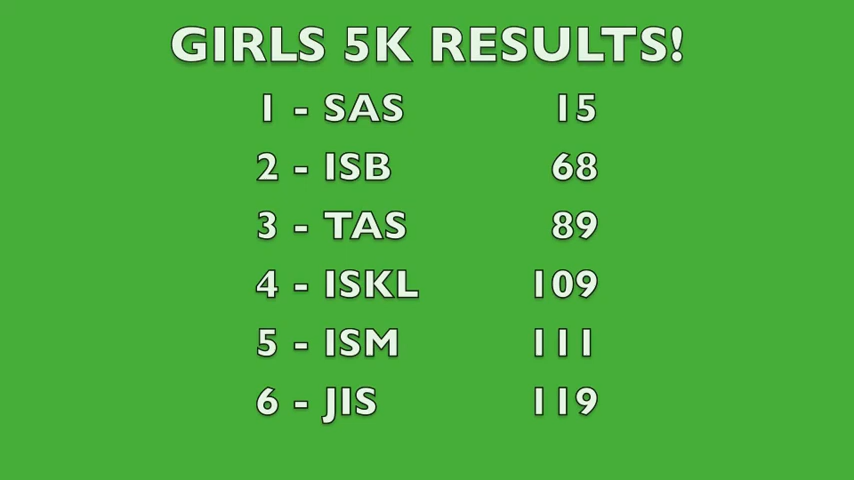 GIRLS 5K RESULTS!
1 - SAS 15
2 - ISB 68
3 - TAS 89
4 - ISKL 109
5 - ISM 111
6 - JIS 119